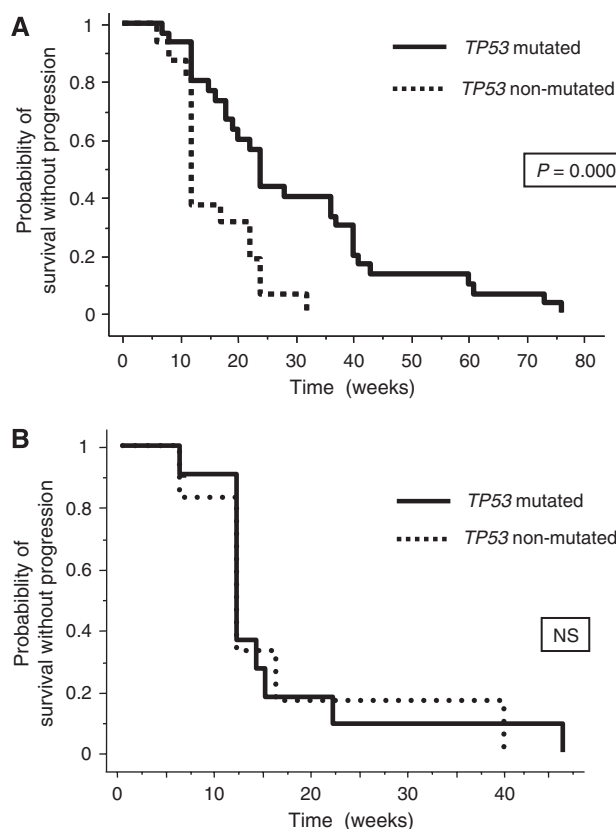 A
Probabiblity of
survival without progression
1
0.8
0.6
0.4
0.2
0
TP53 mutated
TP53 non-mutated
P = 0.000
0 10 20 30 40 50 60 70 80
Time (weeks)
B
Probabiblity of
survival without progression
1
0.8
0.6
0.4
0.2
0
TP53 mutated
TP53 non-mutated
NS
0 10 20 30 40
Time (weeks)